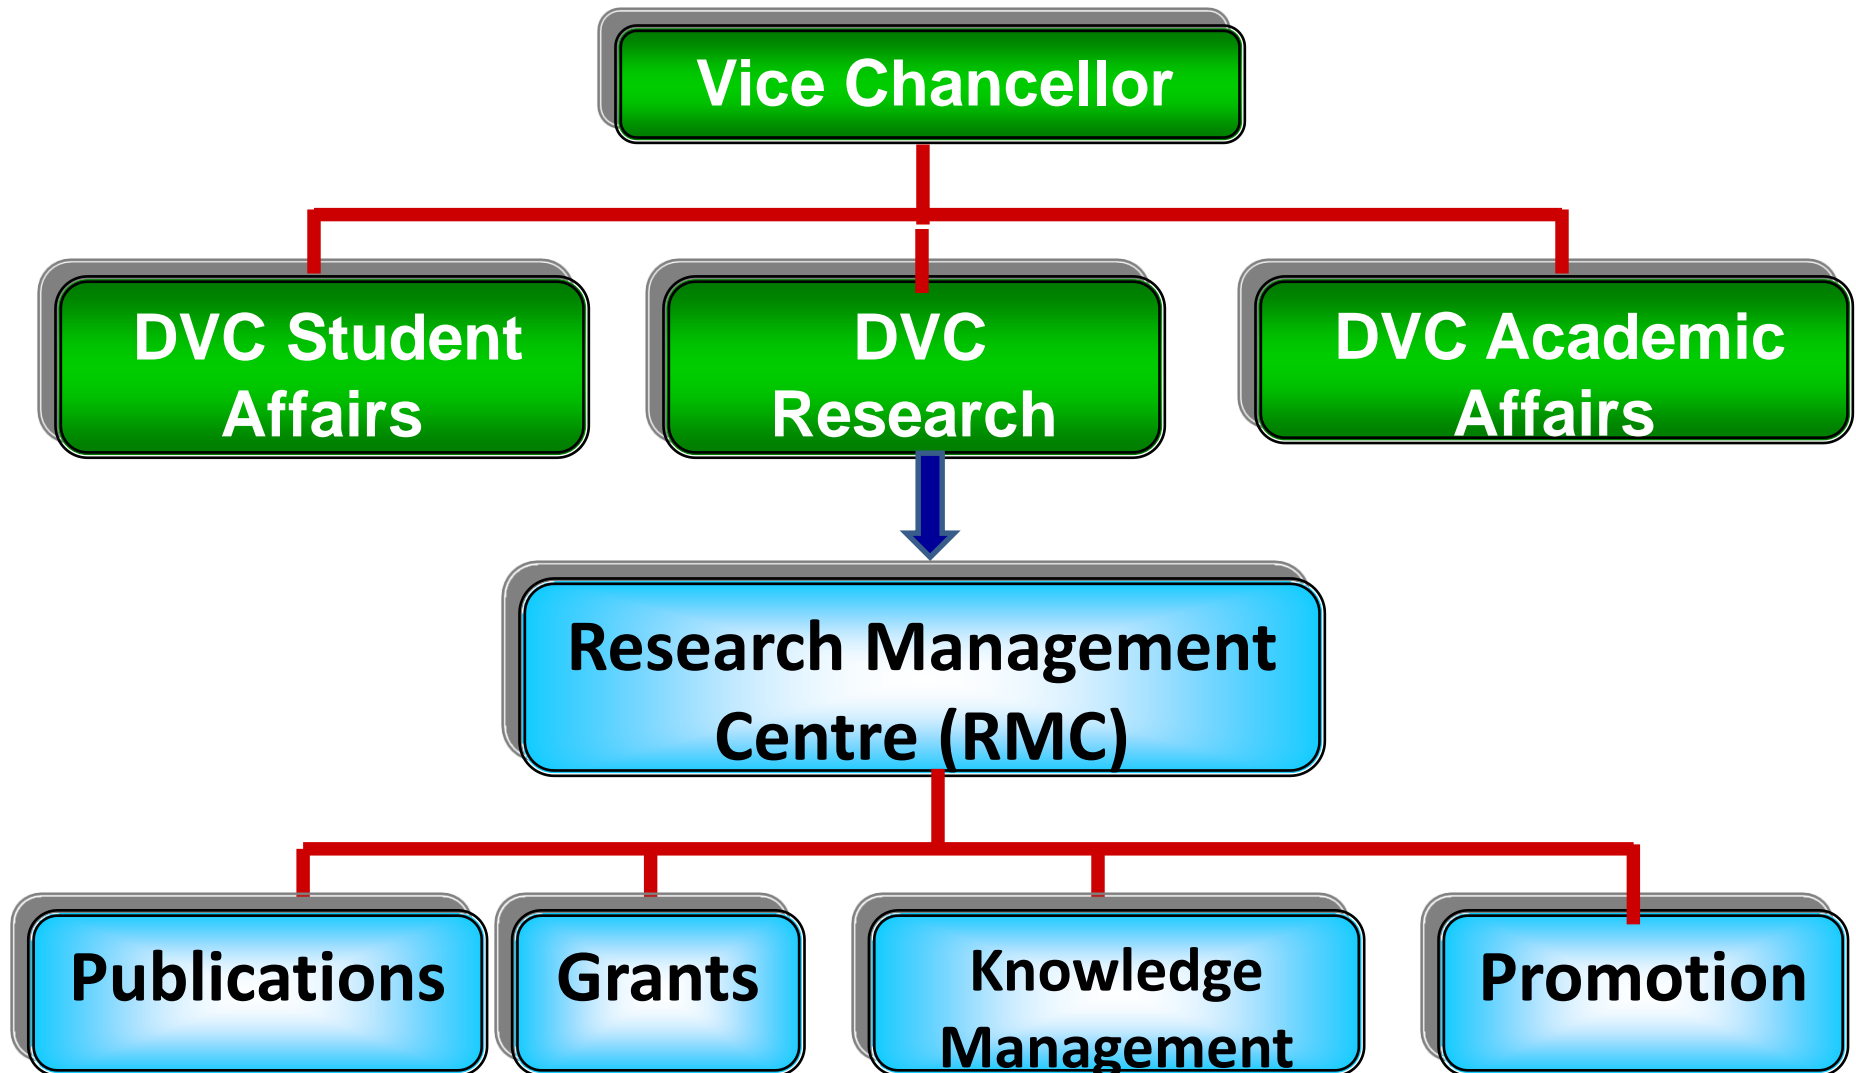 Vice Chancellor
DVC Student
Affairs
DVC
Research
DVC Academic
Affairs
Research Management
Centre (RMC)
Publications
Grants
Knowledge
Management
Promotion